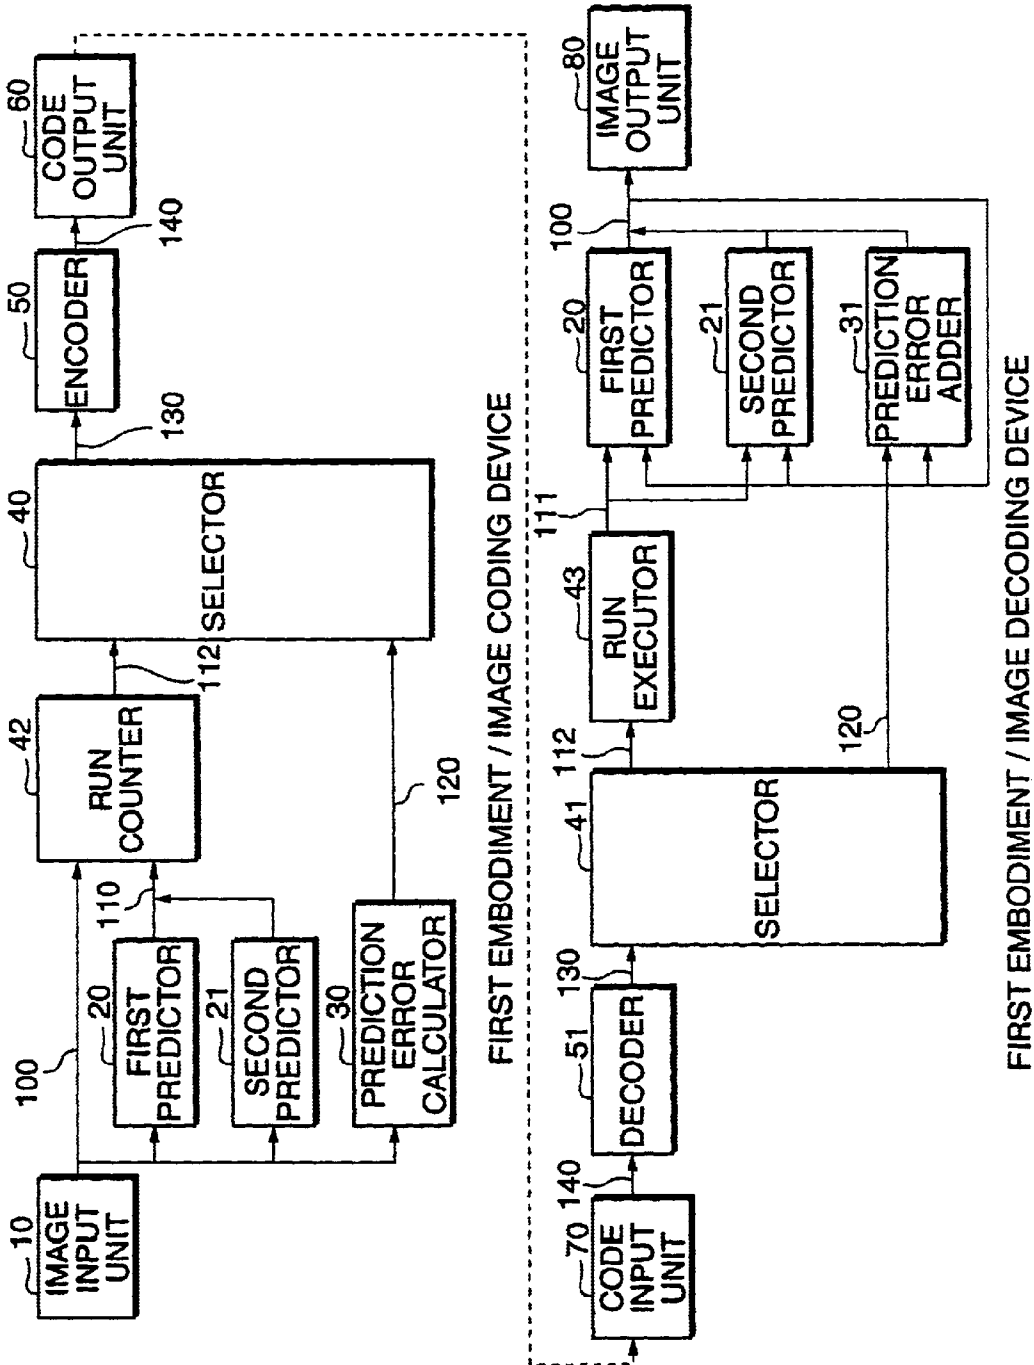 10
IMAGE
INPUT
UNIT
100
20
FIRST
PREDICTOR
110
21
SECOND
PREDICTOR
30
PREDICTION
ERROR
CALCULATOR
120
42
RUN
COUNTER
112
40
SELECTOR
130
50
ENCODER
140
60
CODE
OUTPUT
UNIT
FIRST EMBODIMENT / IMAGE CODING DEVICE
70
CODE
INPUT
UNIT
140
51
DECODER
130
41
SELECTOR
112
120
43
RUN
EXECUTOR
111
20
FIRST
PREDICTOR
21
SECOND
PREDICTOR
31
PREDICTION
ERROR
ADDER
100
80
IMAGE
OUTPUT
UNIT
FIRST EMBODIMENT / IMAGE DECODING DEVICE